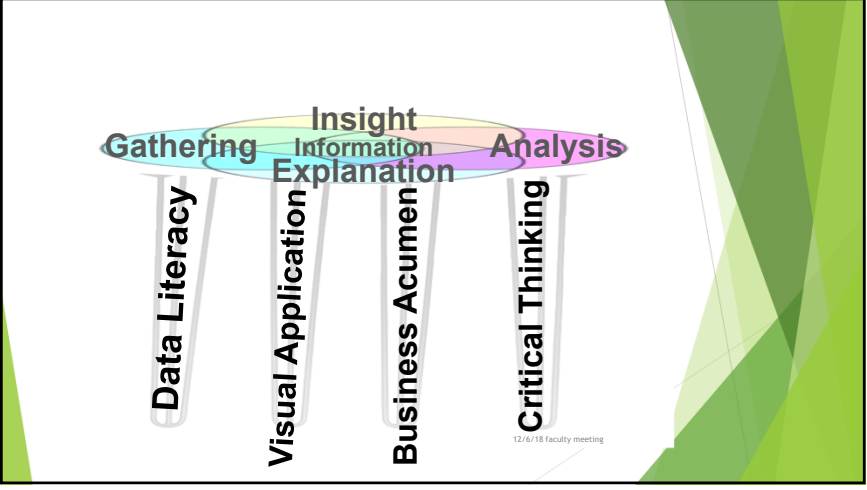 Insight
Gathering Information Analysis
Explanation
Data Literacy
Visual Application
Business Acumen
Critical Thinking
12/6/18 faculty meeting